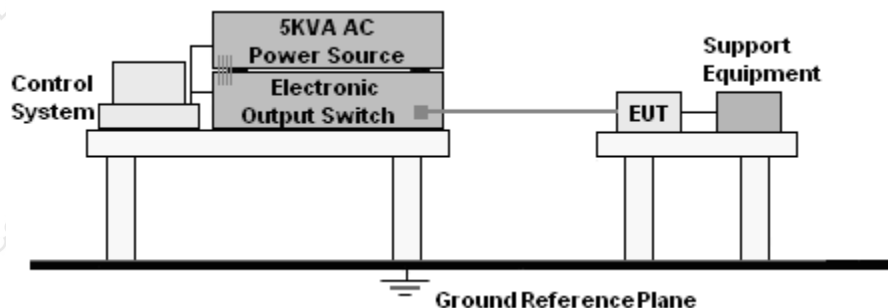 5KVA AC
Power Source
Electronic
Output Switch
Control
System
EUT
Support
Equipment
Ground Reference Plane